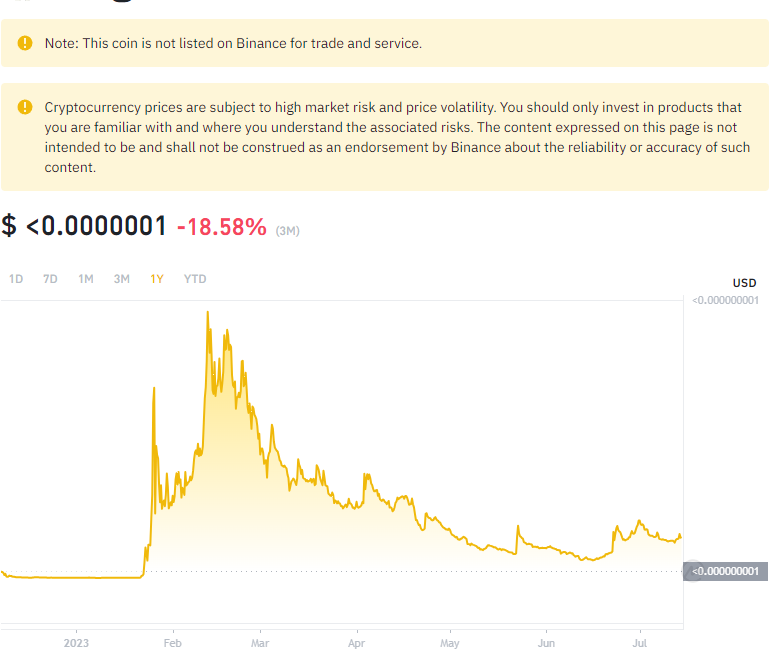 Note: This coin is not listed on Binance for trade and service.
Cryptocurrency prices are subject to high market risk and price volatility. You should only invest in products that
you are familiar with and where you understand the associated risks. The content expressed on this page is not
intended to be and shall not be construed as an endorsement by Binance about the reliability or accuracy of such
content.
$ <0.0000001 -18.58% (3M)
1D 7D 1M 3M 1Y YTD
USD
<0.000000001
<0.000000001
2023 Feb Mar Apr May Jun Jul